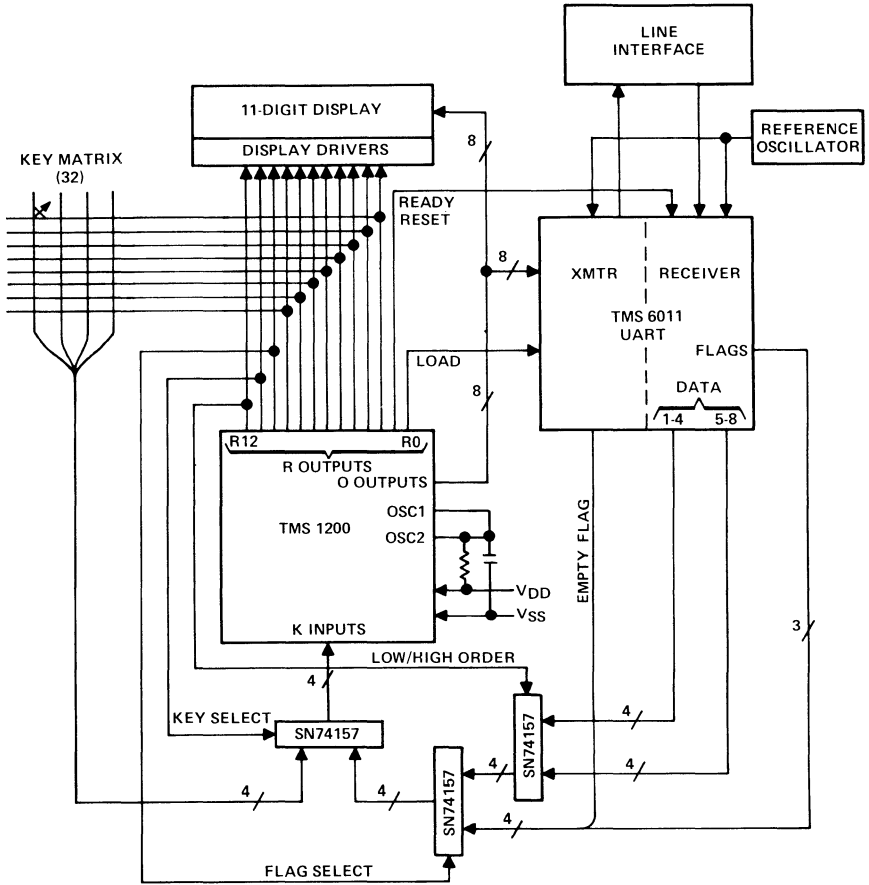 LINE
INTERFACE
11-DIGIT DISPLAY
DISPLAY DRIVERS
8
REFERENCE
OSCILLATOR
KEY MATRIX
(32)
READY
RESET
8
XMTR
RECEIVER
TMS 6011
UART
FLAGS
LOAD
DATA
1-4
5-8
8
R12
R0
R OUTPUTS
O OUTPUTS
OSC1
TMS 1200
OSC2
VDD
VSS
EMPTY FLAG
K INPUTS
3
LOW/HIGH ORDER
4
KEY SELECT
SN74157
4
SN74157
4
SN74157
4
4
4
4
FLAG SELECT